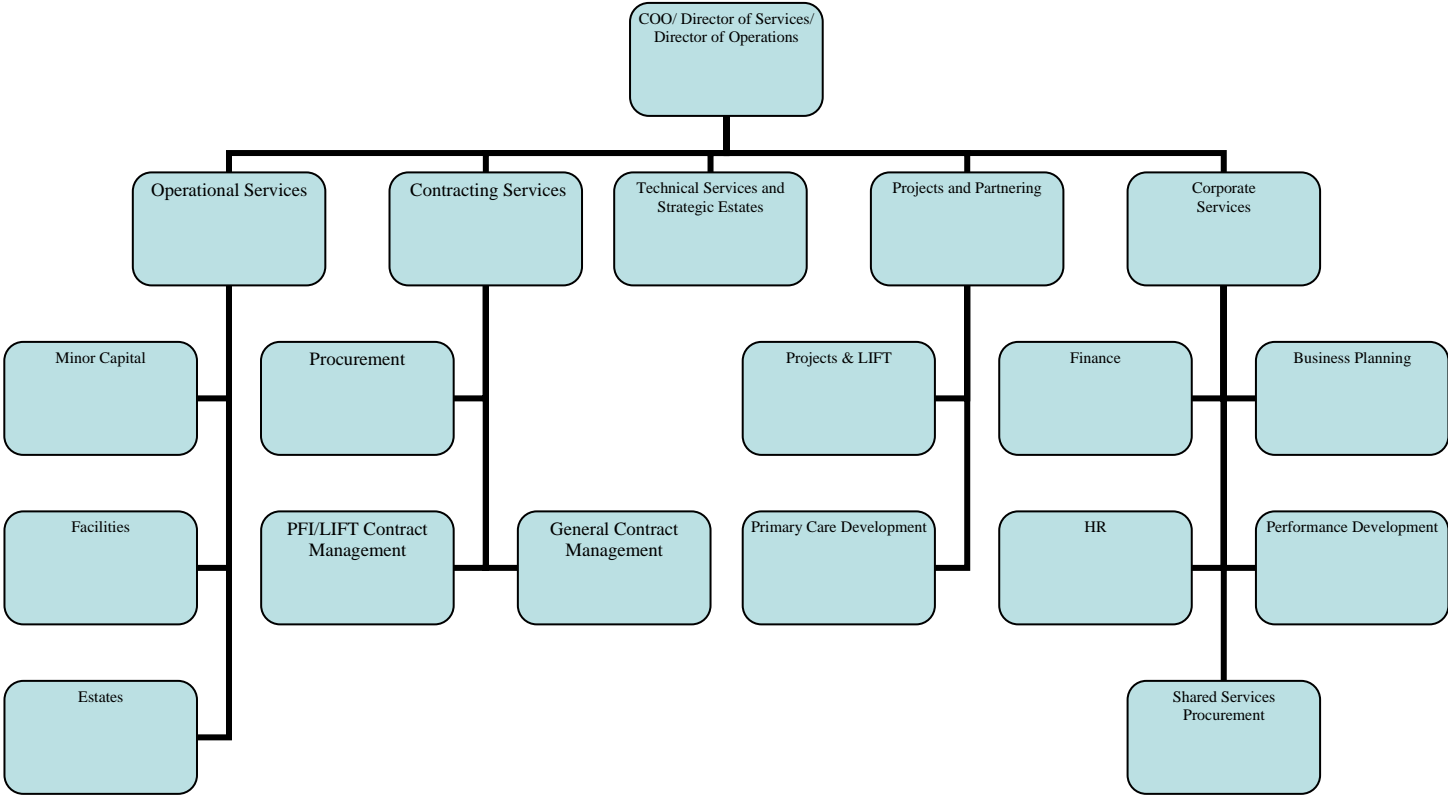 COO/ Director of Services/
Director of Operations
Operational Services
Contracting Services
Technical Services and
Strategic Estates
Projects and Partnering
Corporate
Services
Minor Capital
Procurement
Projects & LIFT
Finance
Business Planning
Facilities
PFI/LIFT Contract
Management
General Contract
Management
Primary Care Development
HR
Performance Development
Estates
Shared Services
Procurement